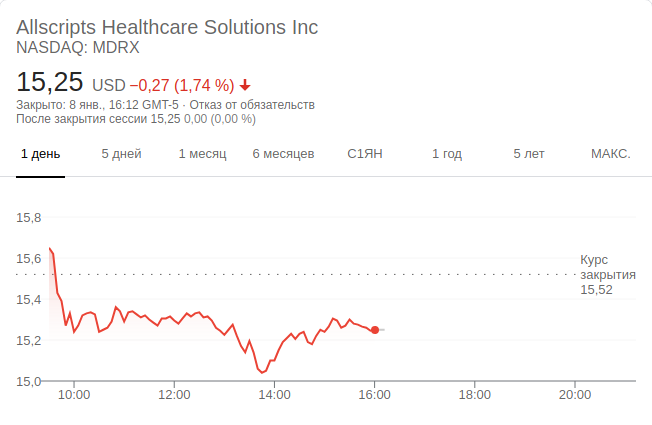 Allscripts Healthcare Solutions Inc
NASDAQ: MDRX
15,25 USD −0,27 (1,74 %)
Закрыто: 8 янв., 16:12 GMT-5 · Отказ от обязательств
После закрытия сессии 15,25 0,00 (0,00 %)
1 день 5 дней 1 месяц 6 месяцев С1ЯН 1 год 5 лет МАКС.
15,8
15,6
15,4
15,2
15,0
Курс
закрытия
15,52
10:00 12:00 14:00 16:00 18:00 20:00